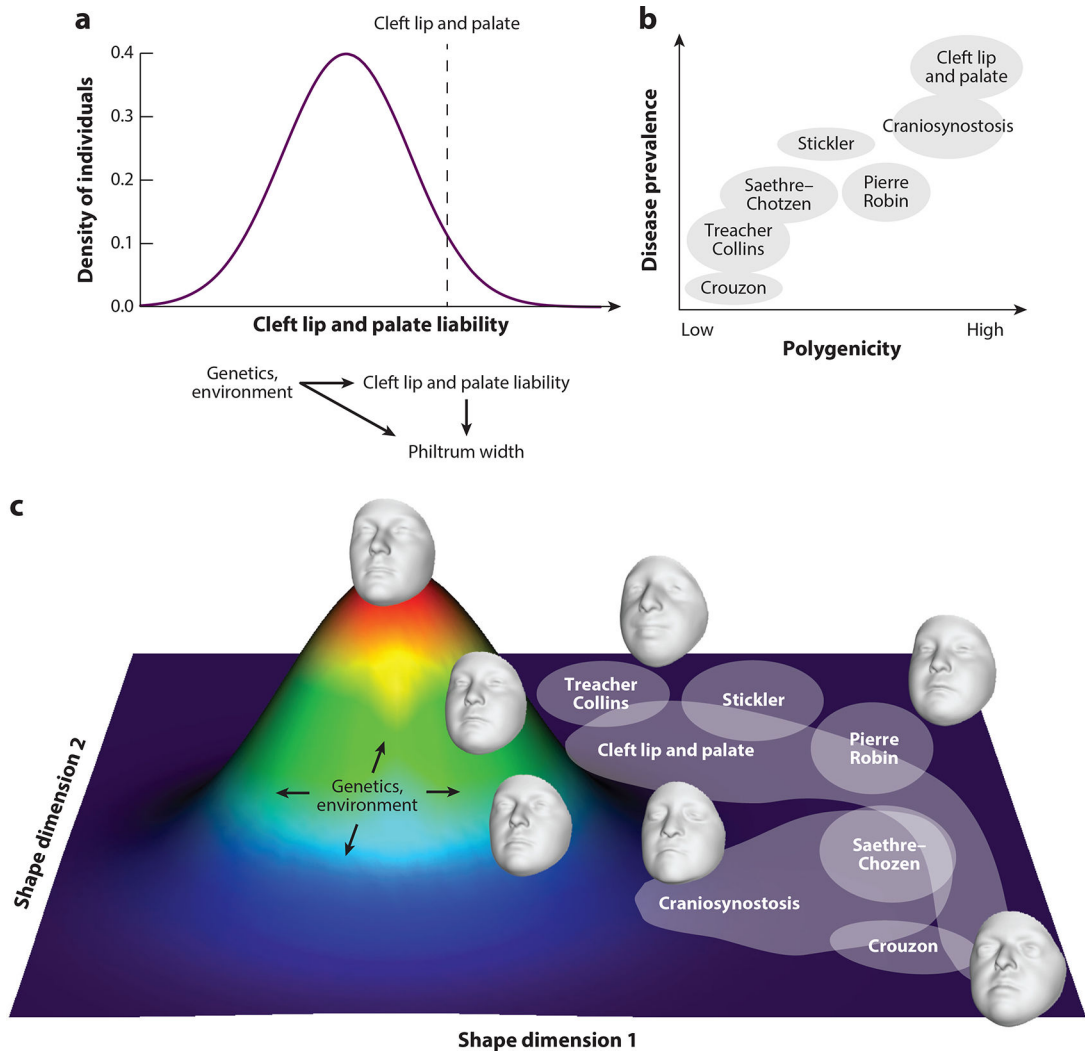 a
Cleft lip and palate
Density of individuals
0.4
0.3
0.2
0.1
0.0
Cleft lip and palate liability
Genetics,
environment
Cleft lip and palate liability
Philtrum width
b
Disease prevalence
Cleft lip
and palate
Craniosynostosis
Stickler
Saethre–
Chotzen
Pierre
Robin
Treacher
Collins
Crouzon
Low
High
Polygenicity
c
Shape dimension 2
Treacher
Collins
Stickler
Cleft lip and palate
Pierre
Robin
Genetics,
environment
Saethre–
Chozen
Craniosynostosis
Crouzon
Shape dimension 1